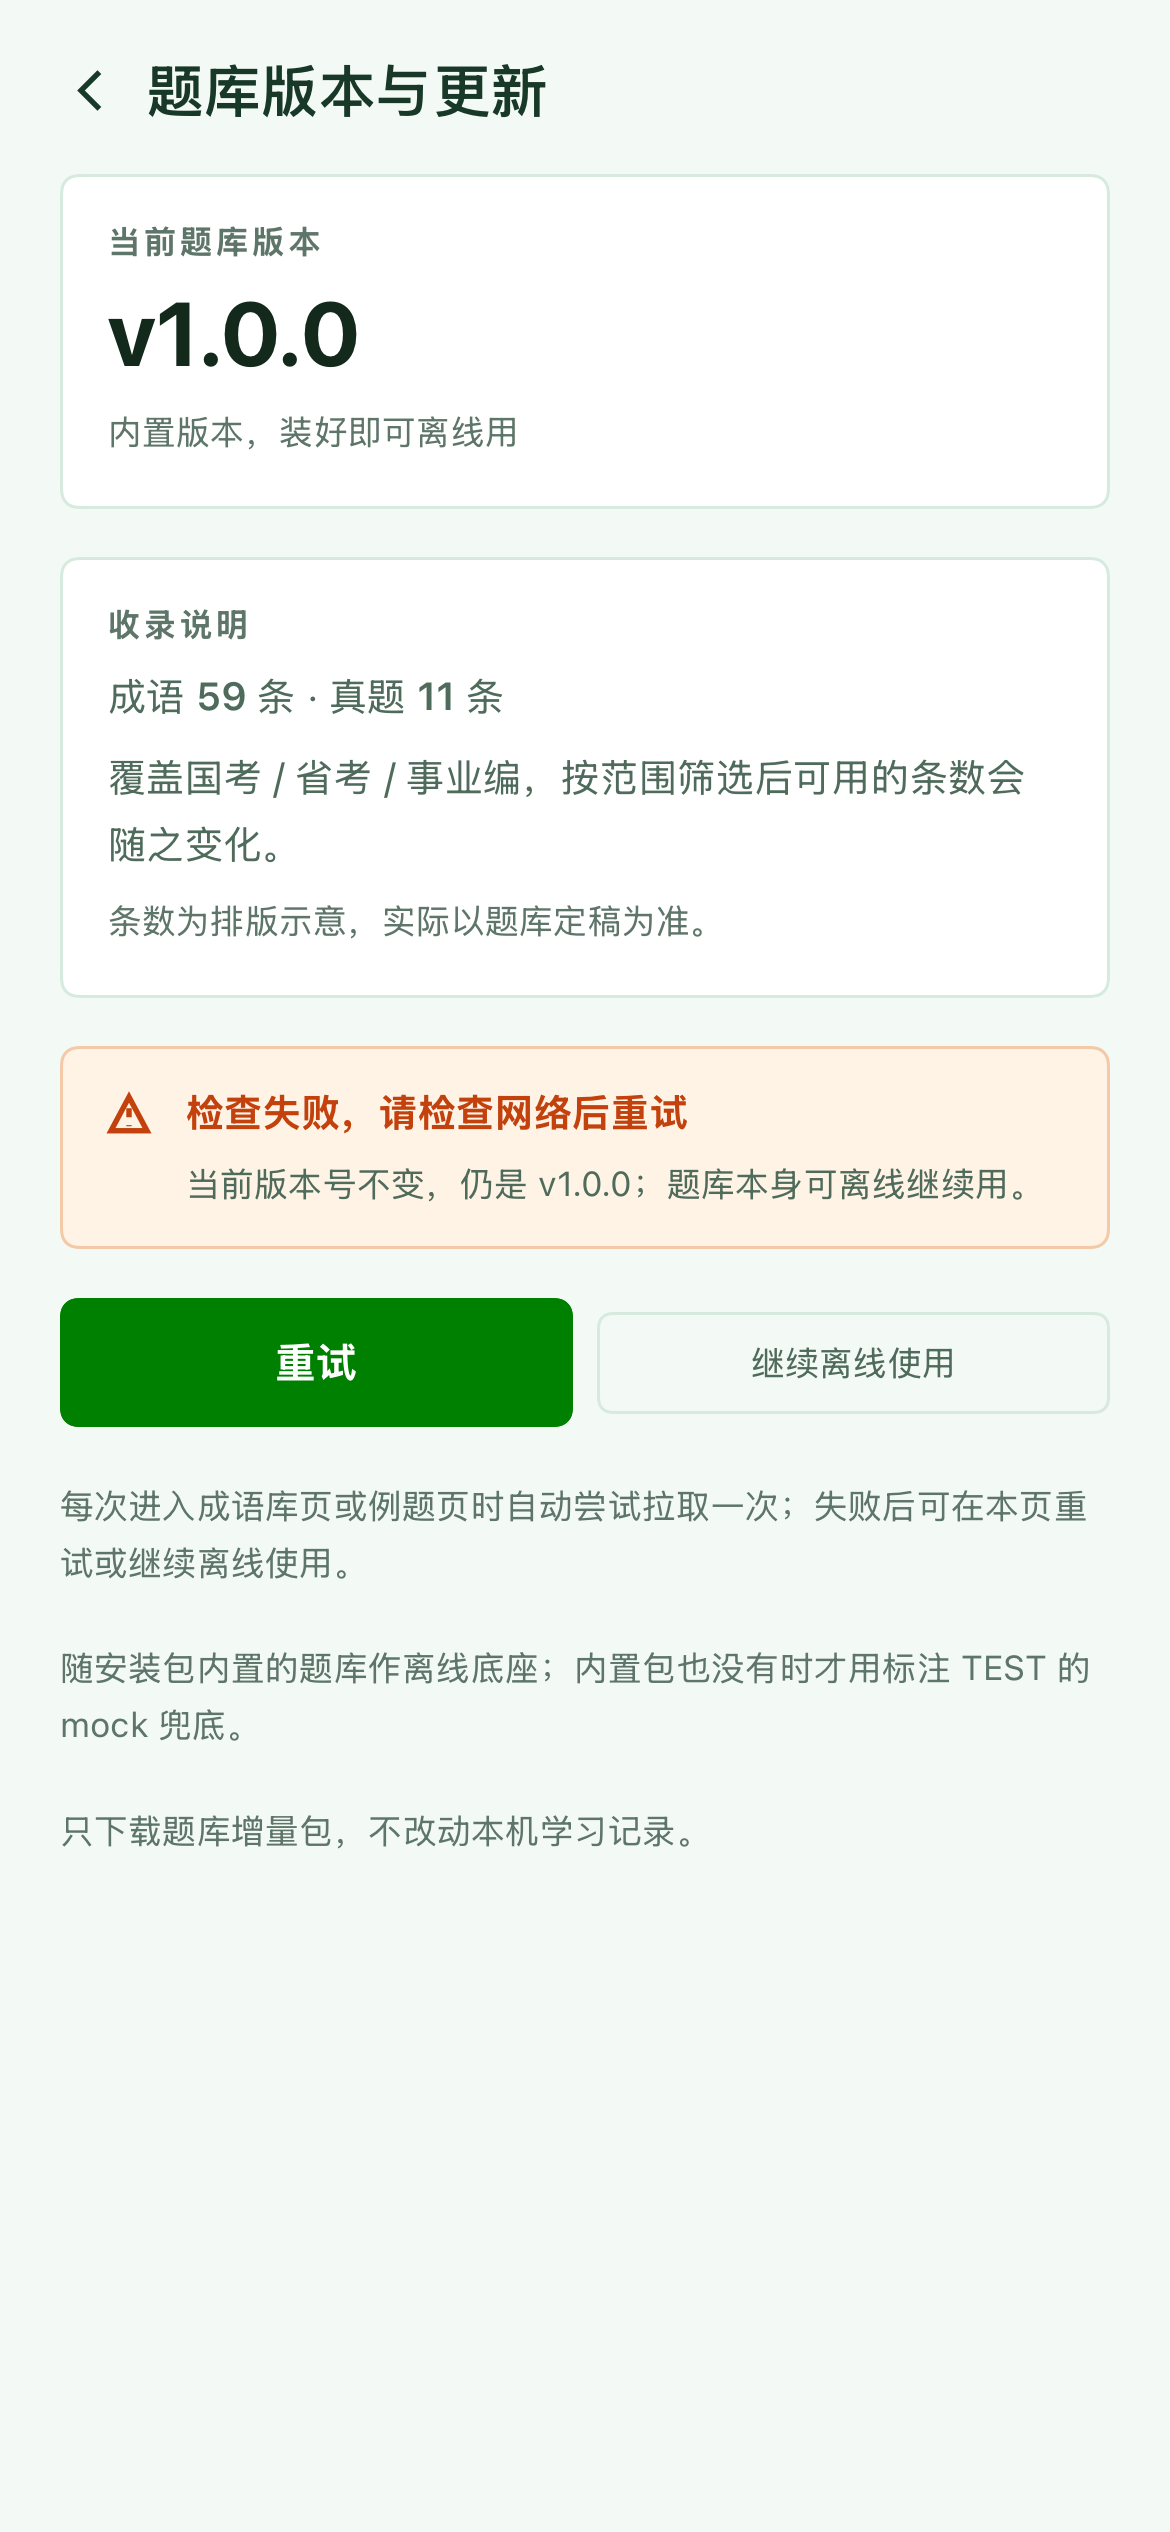 题库版本与更新
当前题库版本
v1.0.0
内置版本，装好即可离线用
收录说明
成语 59 条 · 真题 11 条
覆盖国考 / 省考 / 事业编，按范围筛选后可用的条数会
随之变化。
条数为排版示意，实际以题库定稿为准。
检查失败，请检查网络后重试
当前版本号不变，仍是 v1.0.0；题库本身可离线继续用。
重试
继续离线使用
每次进入成语库页或例题页时自动尝试拉取一次；失败后可在本页重
试或继续离线使用。
随安装包内置的题库作离线底座；内置包也没有时才用标注 TEST 的
mock 兜底。
只下载题库增量包，不改动本机学习记录。